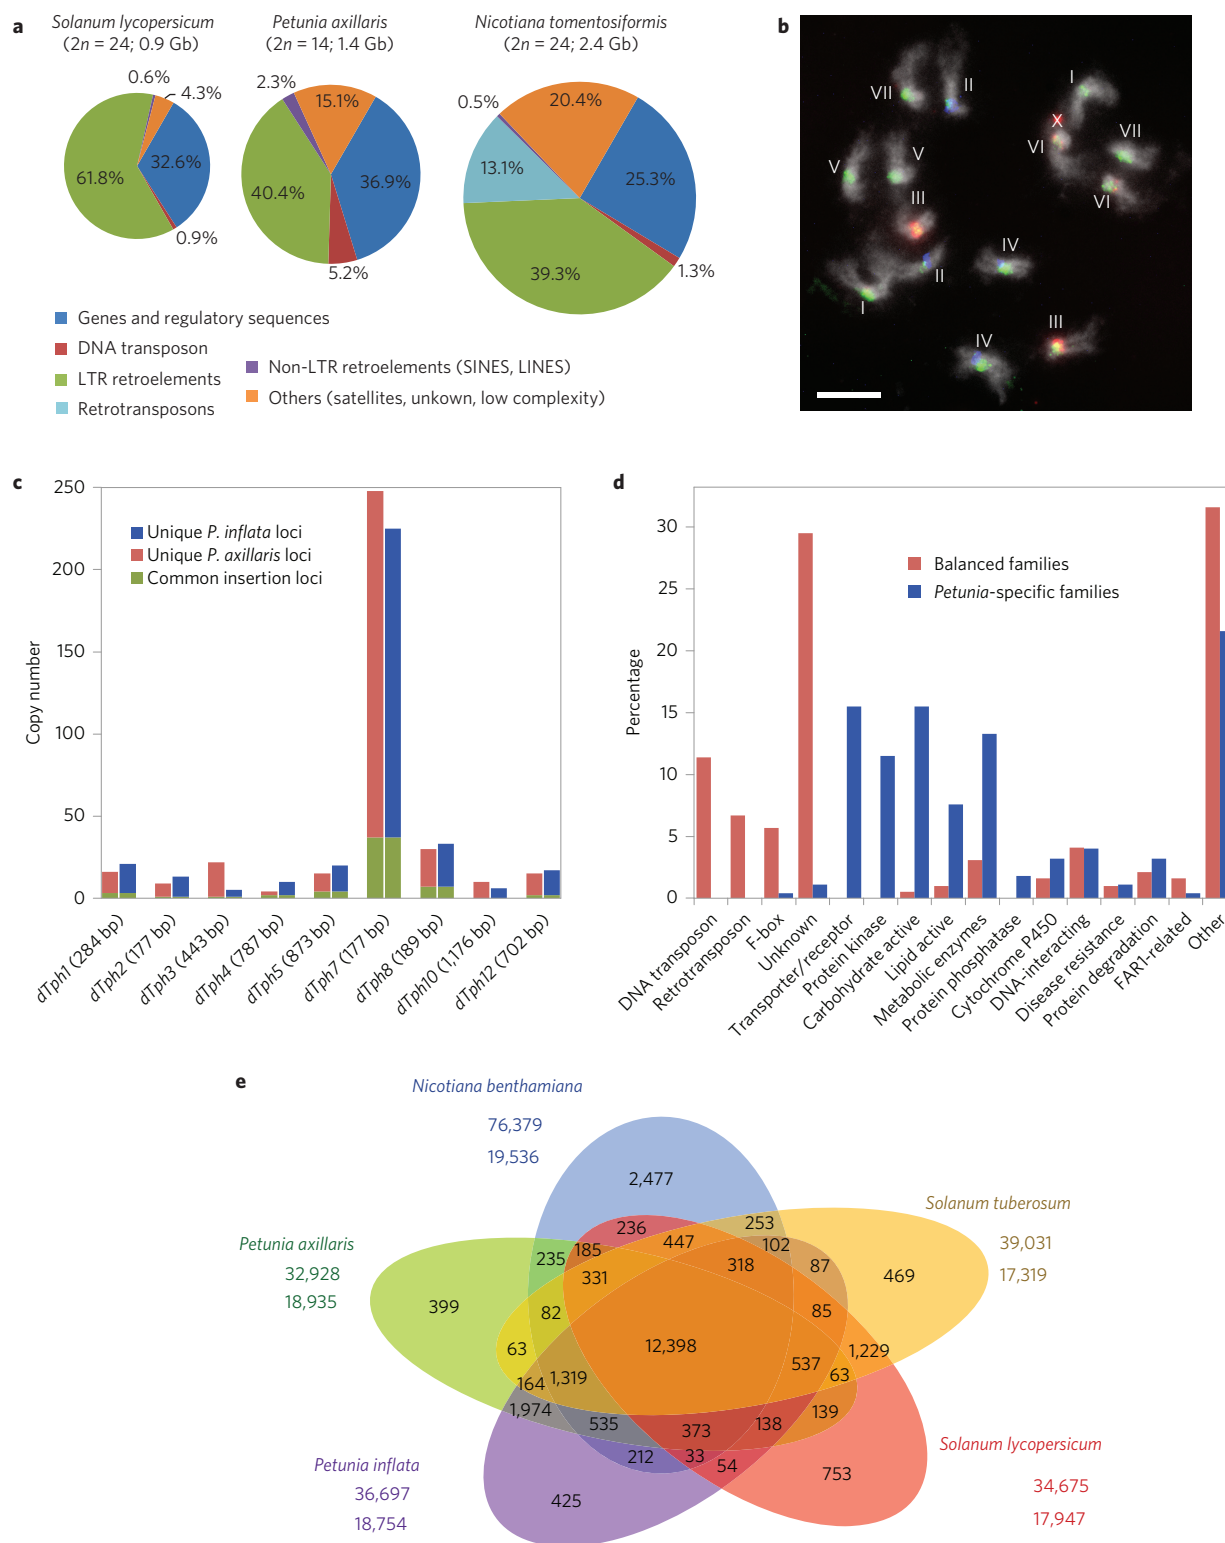 a
Solanum lycopersicum
(2n = 24; 0.9 Gb)
Petunia axillaris
(2n = 14; 1.4 Gb)
Nicotiana tomentosiformis
(2n = 24; 2.4 Gb)
0.6%
4.3%
32.6%
61.8%
0.9%
2.3%
15.1%
36.9%
40.4%
5.2%
0.5%
20.4%
13.1%
25.3%
39.3%
1.3%
Genes and regulatory sequences
DNA transposon
LTR retroelements
Retrotransposons
Non-LTR retroelements (SINES, LINES)
Others (satellites, unkown, low complexity)
b
VII
II
I
X
VI
VII
V
V
III
VI
II
IV
I
IV
III
c
250
200
150
100
50
0
Copy number
Unique P. inflata loci
Unique P. axillaris loci
Common insertion loci
dTph1 (284 bp)
dTph2 (177 bp)
dTph3 (443 bp)
dTph4 (787 bp)
dTph5 (873 bp)
dTph7 (177 bp)
dTph8 (189 bp)
dTph10 (1,176 bp)
dTph12 (702 bp)
d
30
25
20
15
10
5
0
Percentage
Balanced families
Petunia-specific families
DNA transposon
Retrotransposon
F-box
Unknown
Transporter/receptor
Protein kinase
Carbohydrate active
Lipid active
Metabolic enzymes
Protein phosphatase
Cytochrome P450
DNA-interacting
Disease resistance
Protein degradation
FAR1-related
Other
e
Nicotiana benthamiana
76,379
19,536
Solanum tuberosum
39,031
17,319
Petunia axillaris
32,928
18,935
Petunia inflata
36,697
18,754
Solanum lycopersicum
34,675
17,947
2,477
236
253
447
102
235
185
318
87
331
469
399
82
85
12,398
63
1,229
537
164
1,319
63
1,974
535
373
138
139
212
33
54
753
425